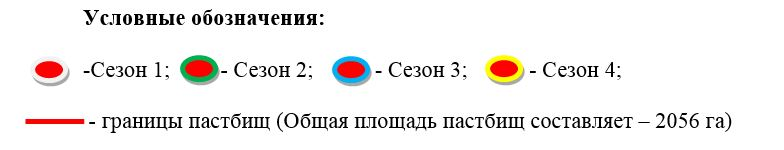 Условные обозначения:
-Сезон 1; - Сезон 2; - Сезон 3; - Сезон 4;
- границы пастбищ (Общая площадь пастбищ составляет – 2056 га)